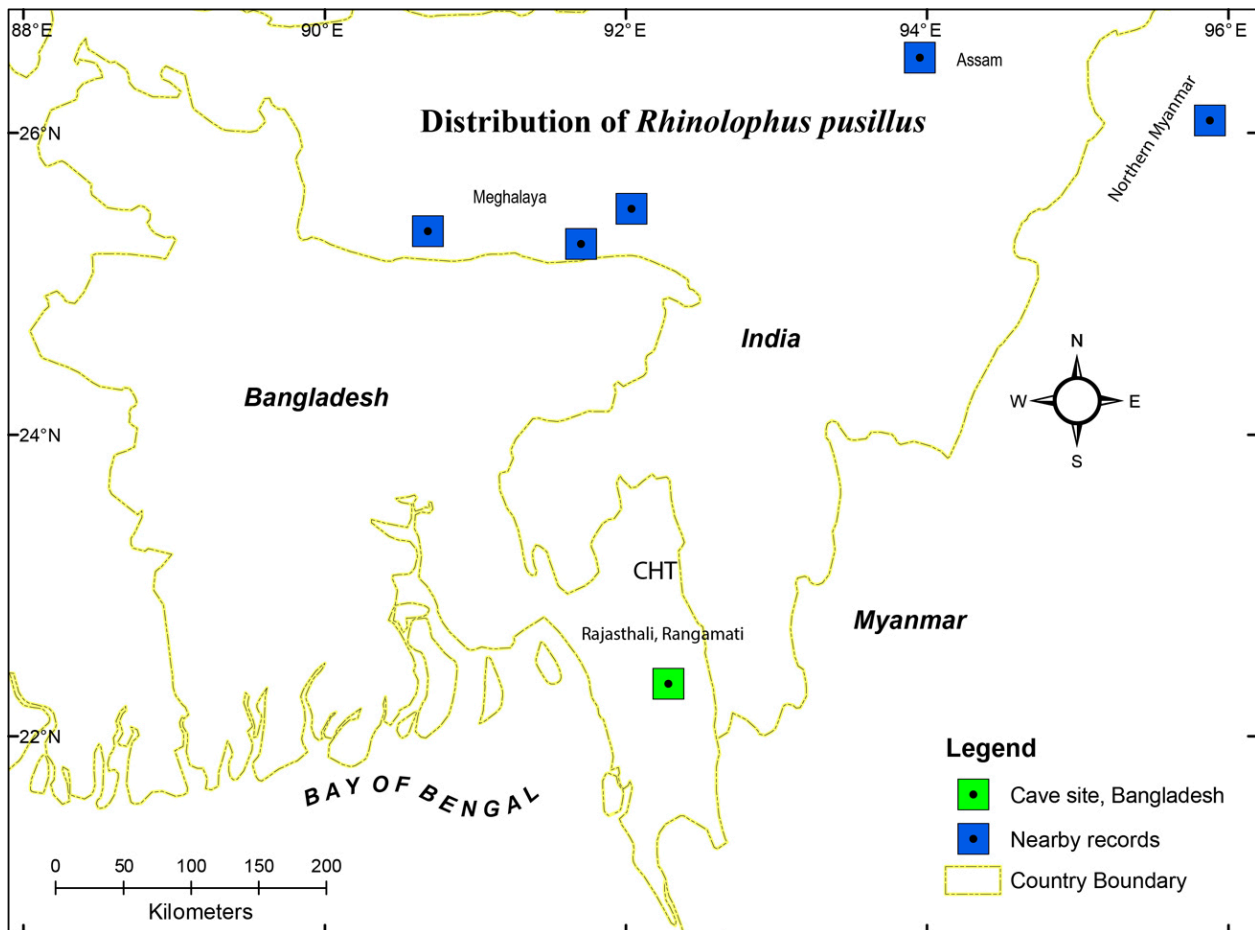 88°E
90°E
92°E
94°E
96°E
Assam
Distribution of Rhinolophus pusillus
26°N
Northern Myanmar
Meghalaya
India
N
W
E
S
Bangladesh
24°N
CHT
Rajasthali, Rangamati
Myanmar
22°N
BAY OF BENGAL
Legend
Cave site, Bangladesh
Nearby records
Country Boundary
0 50 100 150 200
Kilometers